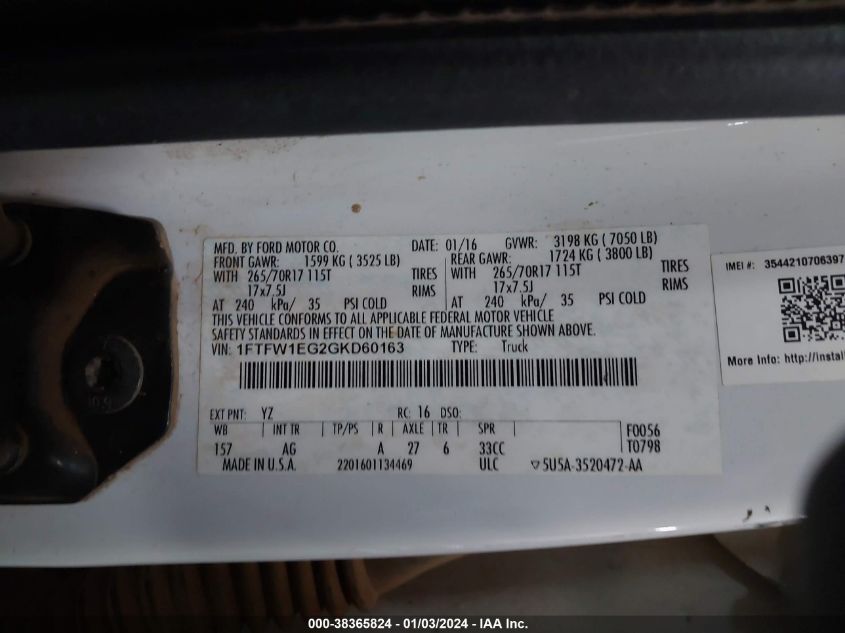 MFD. BY FORD MOTOR CO. DATE: 01/16 GVWR: 3198 KG ( 7050 LB)
FRONT GAWR: 1599 KG ( 3525 LB) REAR GAWR: 1724 KG ( 3800 LB)
WITH 265/70R17 115T TIRES WITH 265/70R17 115T TIRES
17x7.5J RIMS 17x7.5J RIMS
AT 240 kPa/ 35 PSI COLD AT 240 kPa/ 35 PSI COLD
THIS VEHICLE CONFORMS TO ALL APPLICABLE FEDERAL MOTOR VEHICLE
SAFETY STANDARDS IN EFFECT ON THE DATE OF MANUFACTURE SHOWN ABOVE.
VIN: 1FTFW1EG2GKD60163 TYPE: Truck
EXT PNT: YZ RC: 16 DSO:
WB INT TR TP/PS R AXLE TR SPR F0056
157 AG A 27 6 33CC T0798
MADE IN U.S.A. 2201601134469 ULC ▽5U5A-3520472-AA
IMEI #: 3544210706397
More Info: http://install
10.9
000-38365824 - 01/03/2024 - IAA Inc.